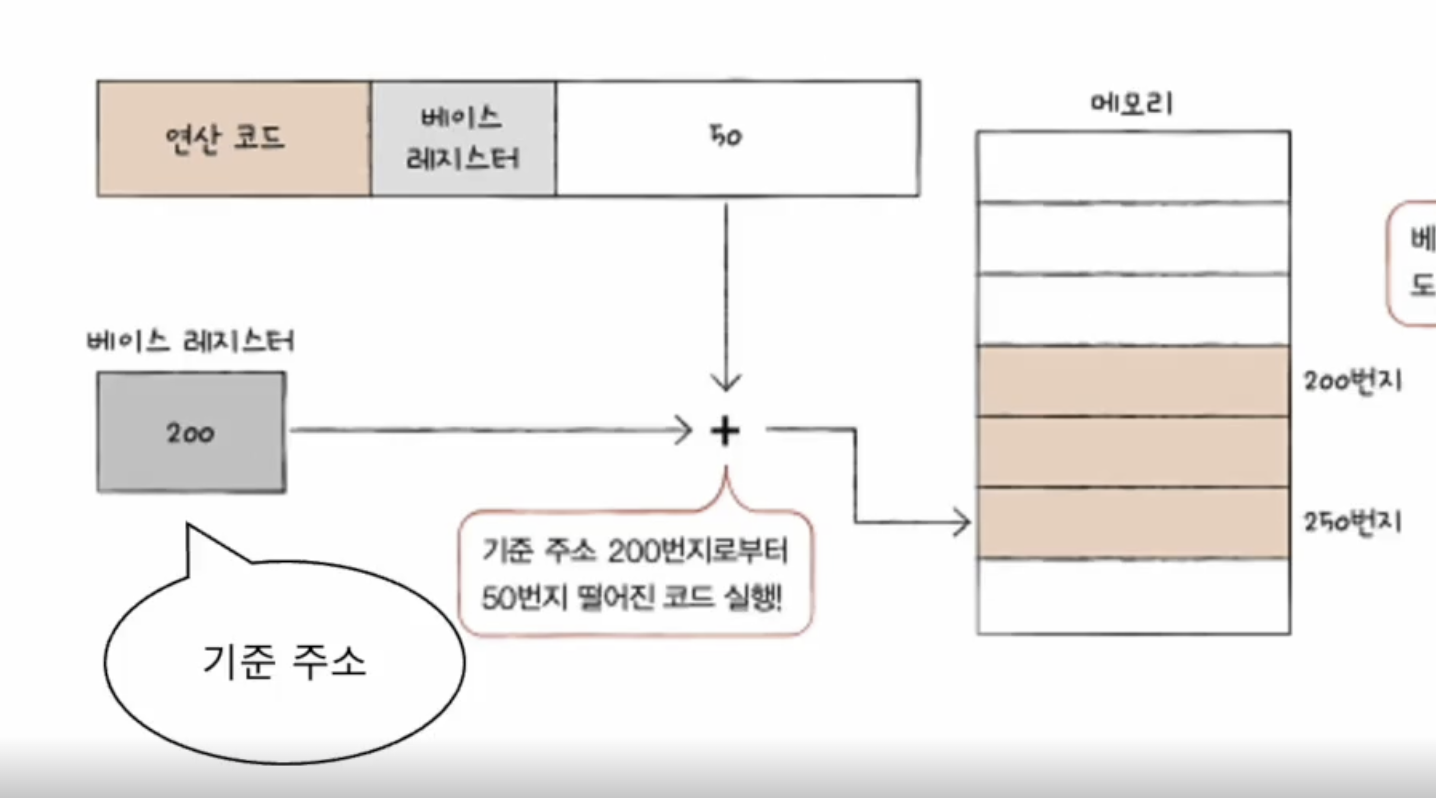 연산 코드
베이스
레지스터
50
메모리
베
도
베이스 레지스터
200
200번지
+
250번지
기준 주소 200번지로부터
50번지 떨어진 코드 실행!
기준 주소